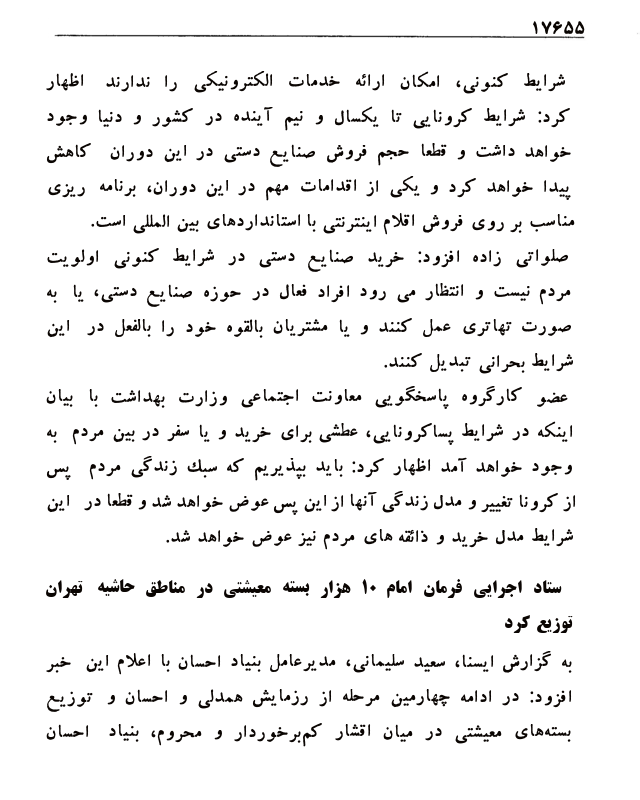 ۱۷۶۵۵
شرایط کنونی، امکان ارائه خدمات الکترونیکی را ندارند اظهار
کرد: شرایط کرونایی تا یکسال و نیم آینده در کشور و دنیا وجود
خواهد داشت و قطعا حجم فروش صنایع دستی در این دوران کاهش
پیدا خواهد کرد و یکی از اقدامات مهم در این دوران، برنامه ریزی
مناسب بر روی فروش اقلام اینترنتی با استانداردهای بین المللی است.
صلواتی زاده افزود: خرید صنایع دستی در شرایط کنونی اولویت
مردم نیست و انتظار می رود افراد فعال در حوزه صنایع دستی، یا به
صورت تهاتری عمل کنند و یا مشتریان بالقوه خود را بالفعل در این
شرایط بحرانی تبدیل کنند.
عضو کارگروه پاسخگویی معاونت اجتماعی وزارت بهداشت با بیان
اینکه در شرایط پساکرونایی، عطشی برای خرید و یا سفر در بین مردم به
وجود خواهد آمد اظهار کرد: باید بپذیریم که سبك زندگی مردم پس
از کرونا تغییر و مدل زندگی آنها از این پس عوض خواهد شد و قطعا در این
شرایط مدل خرید و ذائقه های مردم نیز عوض خواهد شد.
ستاد اجرایی فرمان امام ۱۰ هزار بسته معیشتی در مناطق حاشیه تهران
توزیع کرد
به گزارش ایسنا، سعید سلیمانی، مدیرعامل بنیاد احسان با اعلام این خبر
افزود: در ادامه چهارمین مرحله از رزمایش همدلی و احسان و توزیع
بسته‌های معیشتی در میان اقشار کم‌برخوردار و محروم، بنیاد احسان